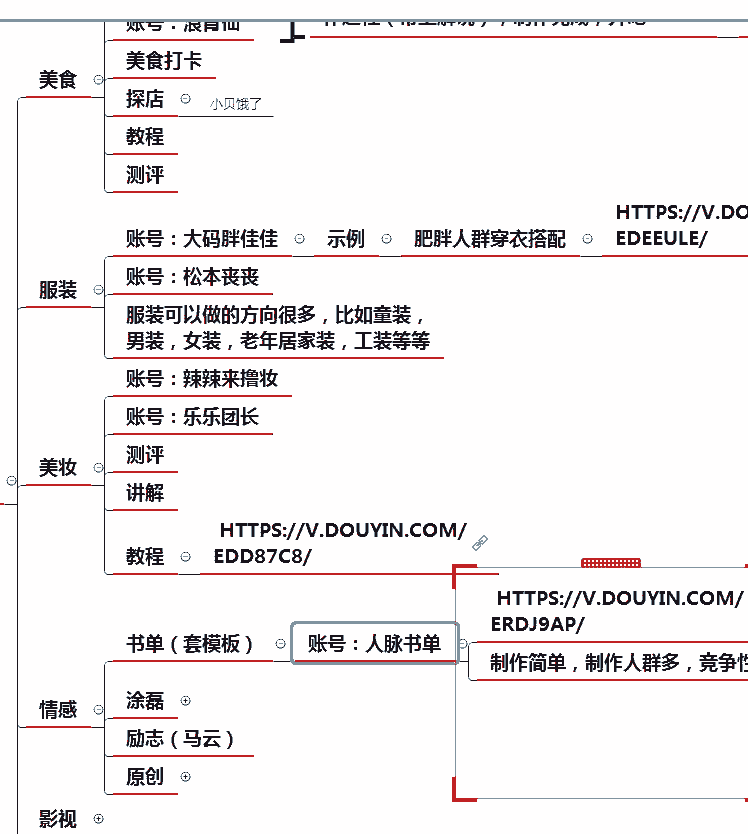 美食
美食打卡
探店
小贝饿了
教程
测评
服装
账号：大码胖佳佳
示例
肥胖人群穿衣搭配
HTTPS://V.DO
EDEEULE/
账号：松本丧丧
服装可以做的方向很多，比如童装，
男装，女装，老年居家装，工装等等
美妆
账号：辣辣来撸妆
账号：乐乐团长
测评
讲解
教程
HTTPS://V.DOUYIN.COM/
EDD87C8/
情感
书单（套模板）
账号：人脉书单
HTTPS://V.DOUYIN.COM/
ERDJ9AP/
制作简单，制作人群多，竞争性
涂磊
励志（马云）
原创
影视